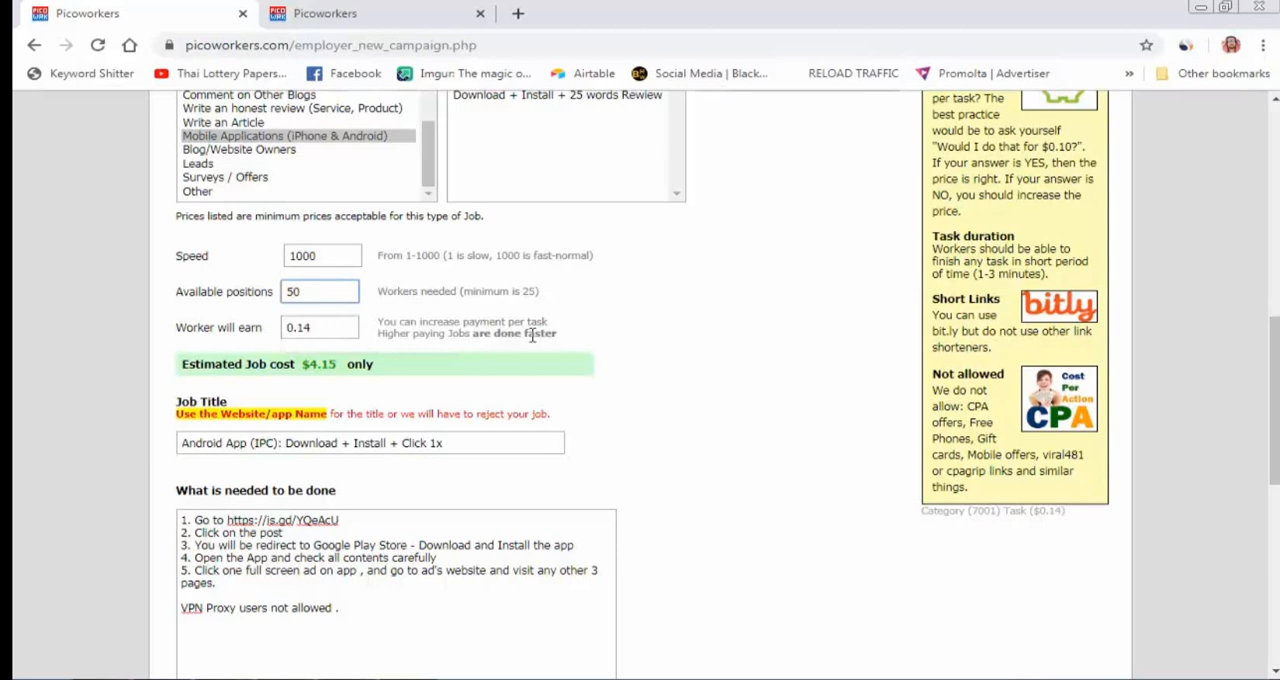 PICO WRK Picoworkers
PICO WRK Picoworkers
picoworkers.com/employer_new_campaign.php
Keyword Shitter Thai Lottery Papers... Facebook Imgur: The magic o... Airtable Social Media | Black... RELOAD TRAFFIC Promolta | Advertiser » Other bookmarks
Comment on Other Blogs
Write an honest review (Service, Product)
Write an Article
Mobile Applications (iPhone & Android)
Blog/Website Owners
Leads
Surveys / Offers
Other
Download + Install + 25 words Rewiew
Prices listed are minimum prices acceptable for this type of Job.
Speed 1000 From 1-1000 (1 is slow, 1000 is fast-normal)
Available positions 50 Workers needed (minimum is 25)
Worker will earn 0.14 You can increase payment per task
Higher paying Jobs are done faster
Estimated Job cost $4.15 only
Job Title
Use the Website/app Name for the title or we will have to reject your job.
Android App (IPC): Download + Install + Click 1x
What is needed to be done
1. Go to https://is.gd/YQeAcU
2. Click on the post
3. You will be redirect to Google Play Store - Download and Install the app
4. Open the App and check all contents carefully
5. Click one full screen ad on app , and go to ad's website and visit any other 3
pages.
VPN Proxy users not allowed .
per task? The
best practice
would be to ask yourself
"Would I do that for $0.10?".
If your answer is YES, then the
price is right. If your answer is
NO, you should increase the
price.
Task duration
Workers should be able to
finish any task in short period
of time (1-3 minutes).
Short Links
You can use
bit.ly but do not use other link
shorteners.
bitly
Not allowed
We do not
allow: CPA
offers, Free
Phones, Gift
cards, Mobile offers, viral481
or cpagrip links and similar
things.
Cost
Per
Action
CPA
Category (7001) Task ($0.14)